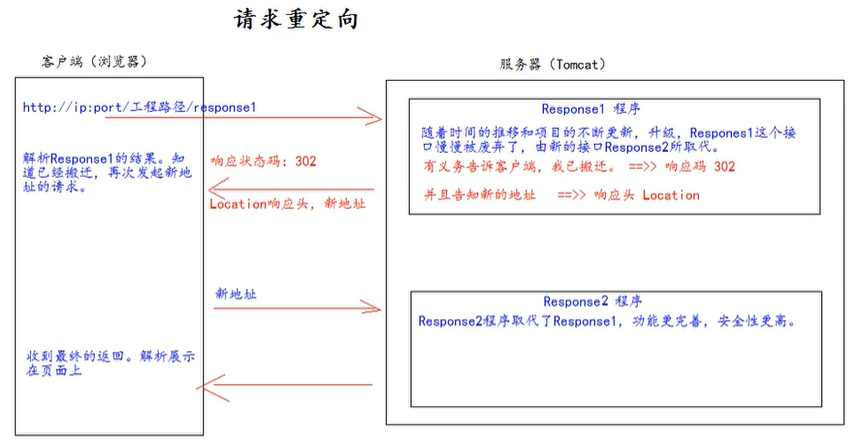 请求重定向
客户端（浏览器）
服务器（Tomcat）
http://ip:port/工程路径/response1
Response1 程序
随着时间的推移和项目的不断更新，升级，Respones1这个接
口慢慢被废弃了，由新的接口Response2所取代。
有义务告诉客户端，我已搬迁。 ==>> 响应码 302
并且告知新的地址 ==>> 响应头 Location
解析Response1的结果。知
道已经搬迁，再次发起新地
址的请求。
响应状态码：302
Location响应头，新地址
新地址
Response2 程序
Response2程序取代了Response1，功能更完善，安全性更高。
收到最终的返回。解析展示
在页面上